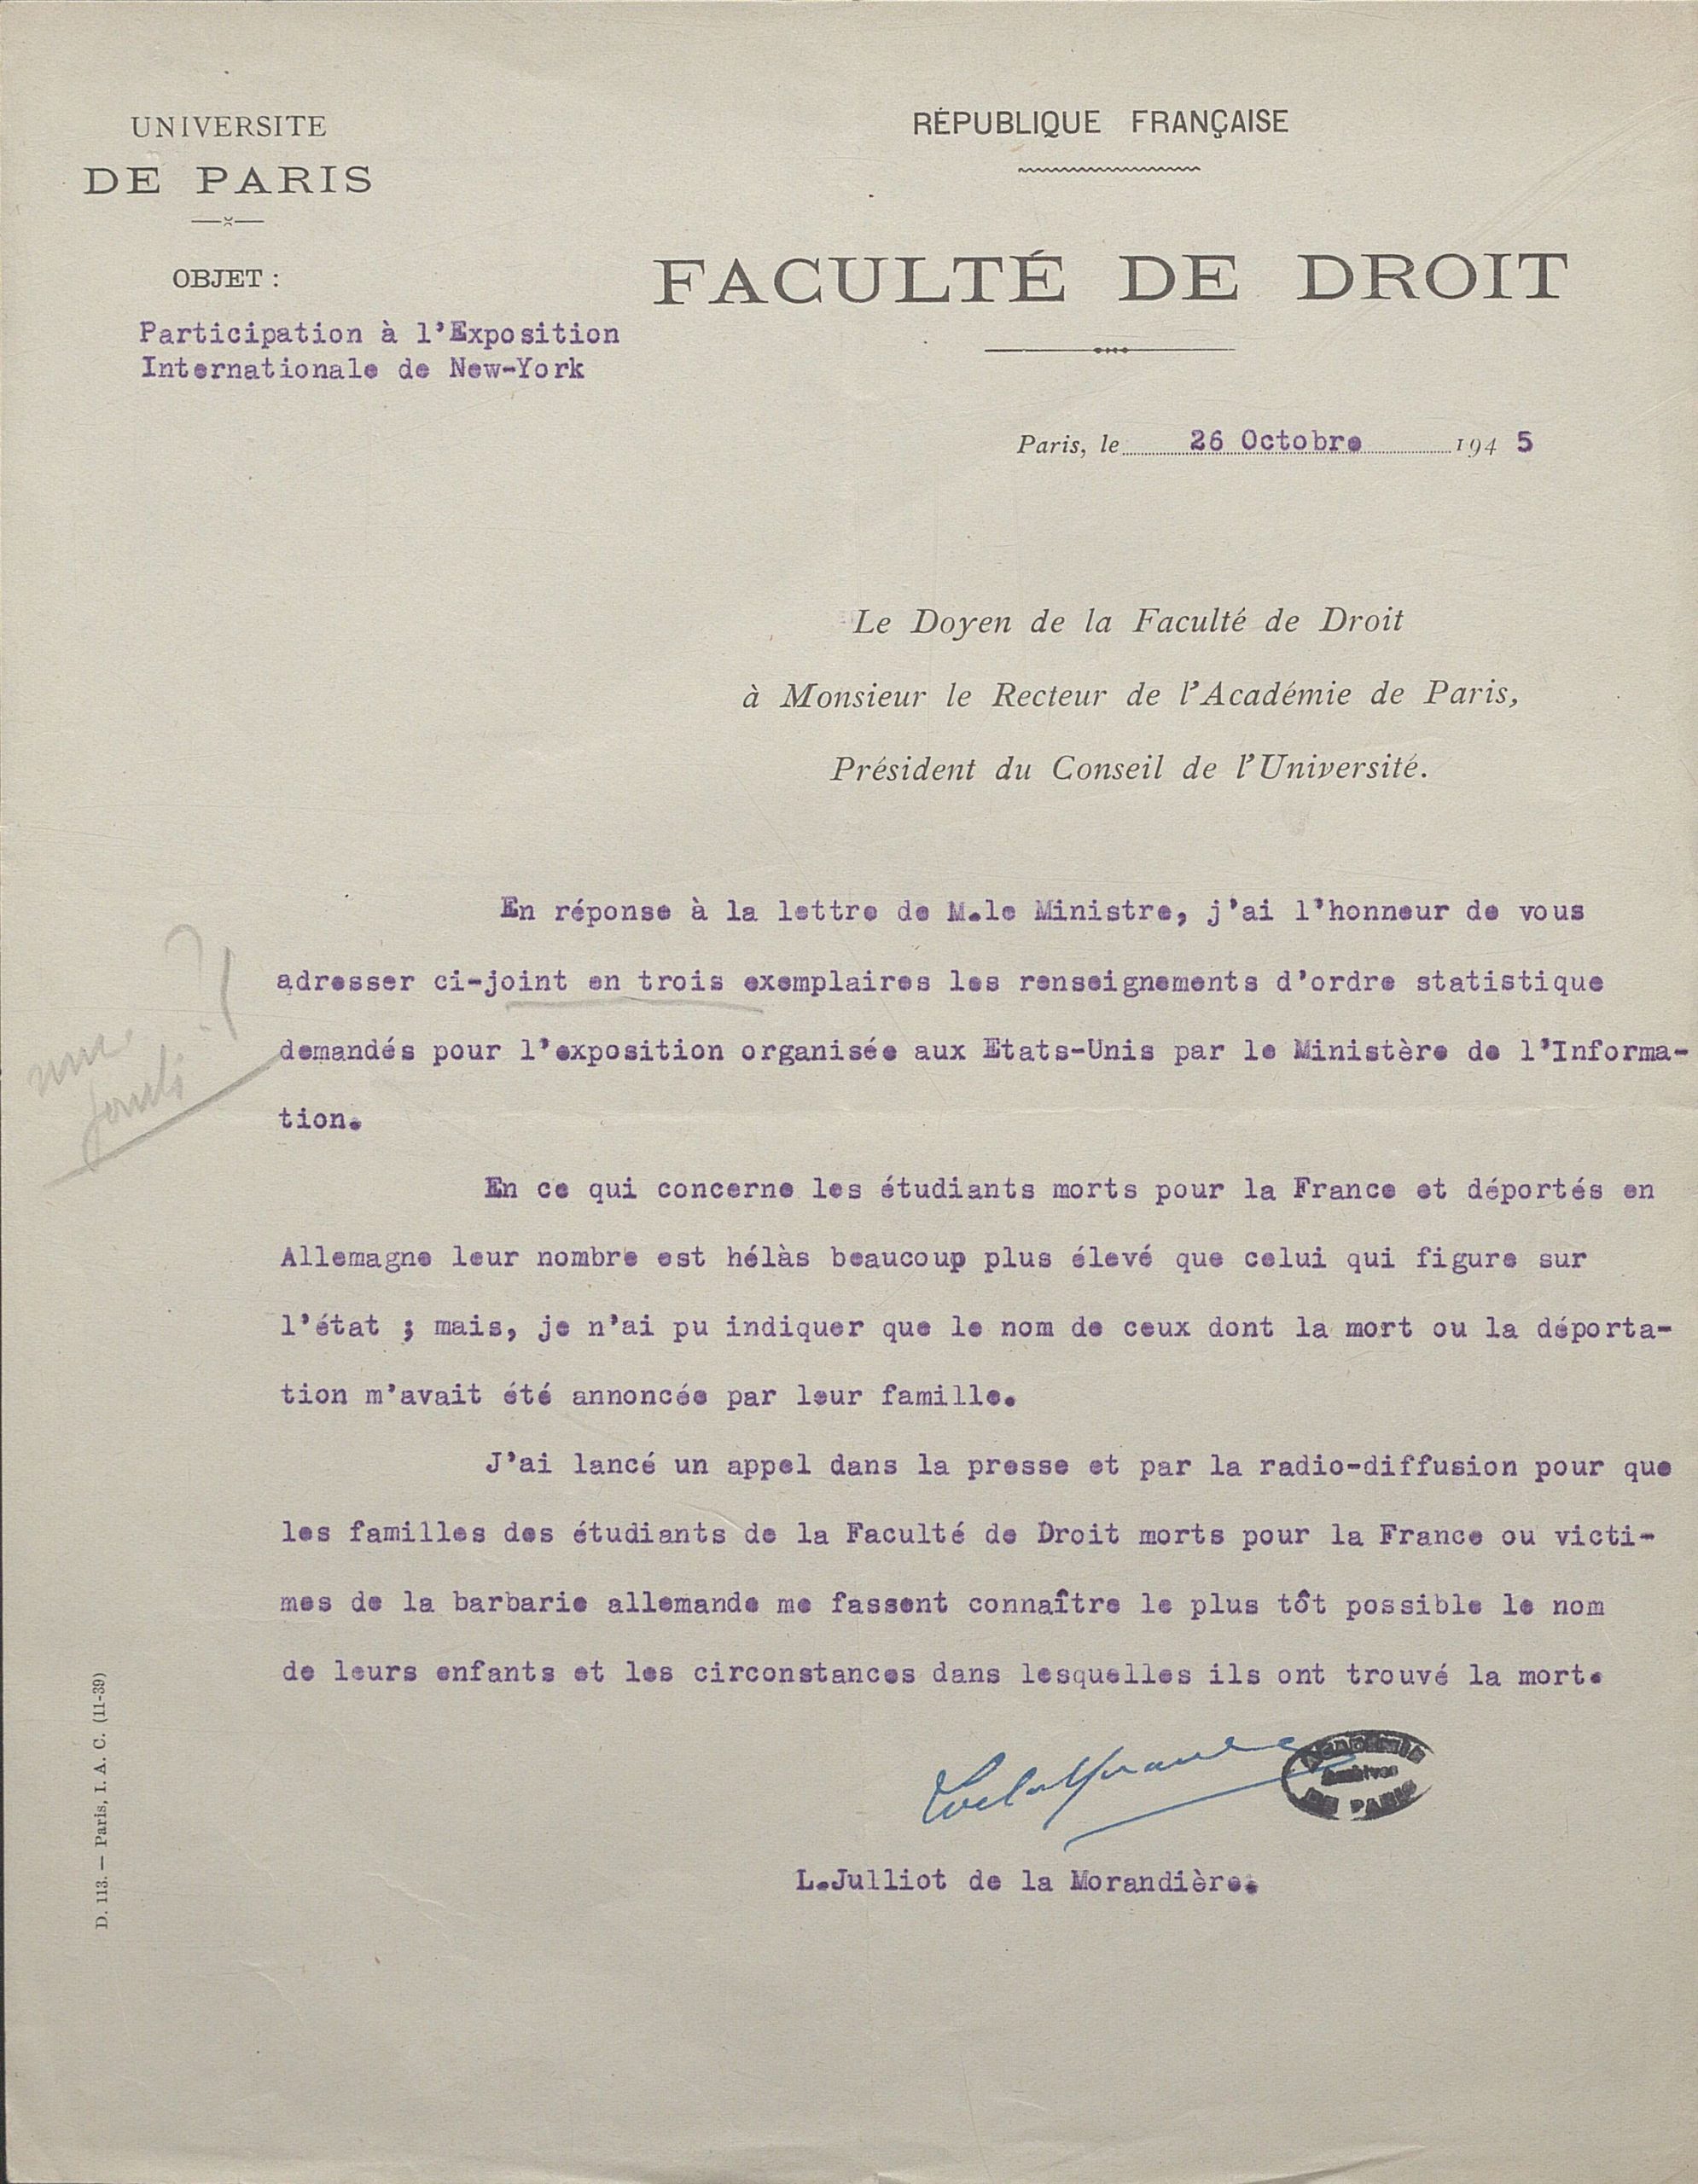 UNIVERSITE
DE PARIS
OBJET :
Participation à l'Exposition
Internationale de New-York
RÉPUBLIQUE FRANÇAISE
FACULTÉ DE DROIT
Paris, le 26 Octobre 194 5
Le Doyen de la Faculté de Droit
à Monsieur le Recteur de l'Académie de Paris,
Président du Conseil de l'Université.
En réponse à la lettre de M.le Ministre, j'ai l'honneur de vous
adresser ci-joint en trois exemplaires les renseignements d'ordre statistique
demandés pour l'exposition organisée aux Etats-Unis par le Ministère de l'Informa-
tion.
?
En ce qui concerne les étudiants morts pour la France et déportés en
Allemagne leur nombre est hélàs beaucoup plus élevé que celui qui figure sur
l'état ; mais, je n'ai pu indiquer que le nom de ceux dont la mort ou la déporta-
tion m'avait été annoncée par leur famille.
J'ai lancé un appel dans la presse et par la radio-diffusion pour que
les familles des étudiants de la Faculté de Droit morts pour la France ou victi-
mes de la barbarie allemande me fassent connaître le plus tôt possible le nom
de leurs enfants et les circonstances dans lesquelles ils ont trouvé la mort.
ACADÉMIE
Archives
DE PARIS
L.Julliot de la Morandière.
D. 113. — Paris, I. A. C. (11-39)